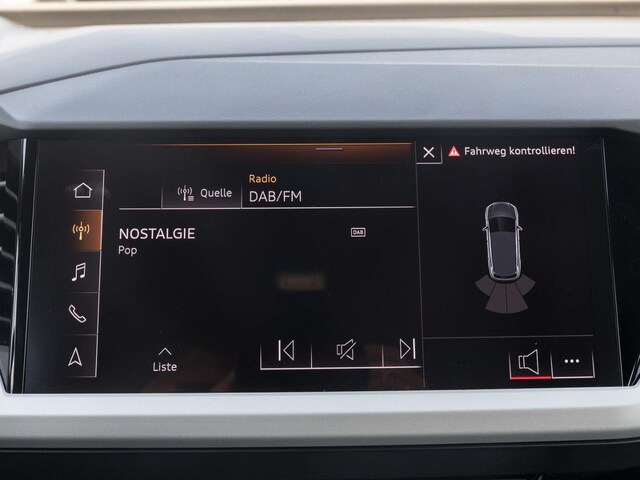 Fahrweg kontrollieren!
Radio
Quelle
DAB/FM
NOSTALGIE
DAB
Pop
Liste